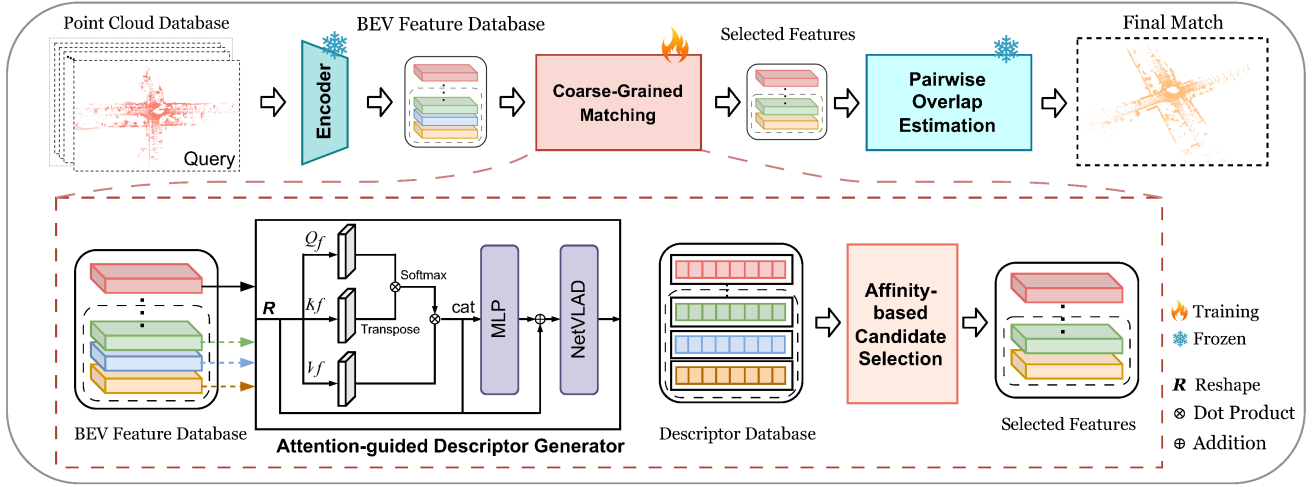 Point Cloud Database
Query
Encoder
BEV Feature Database
Coarse-Grained
Matching
Selected Features
Pairwise
Overlap
Estimation
Final Match
BEV Feature Database
R
Qf
Kf
Vf
Transpose
Softmax
cat
MLP
NetVLAD
Attention-guided Descriptor Generator
Descriptor Database
Affinity-
based
Candidate
Selection
Selected Features
Training
Frozen
R Reshape
⊗ Dot Product
⊕ Addition